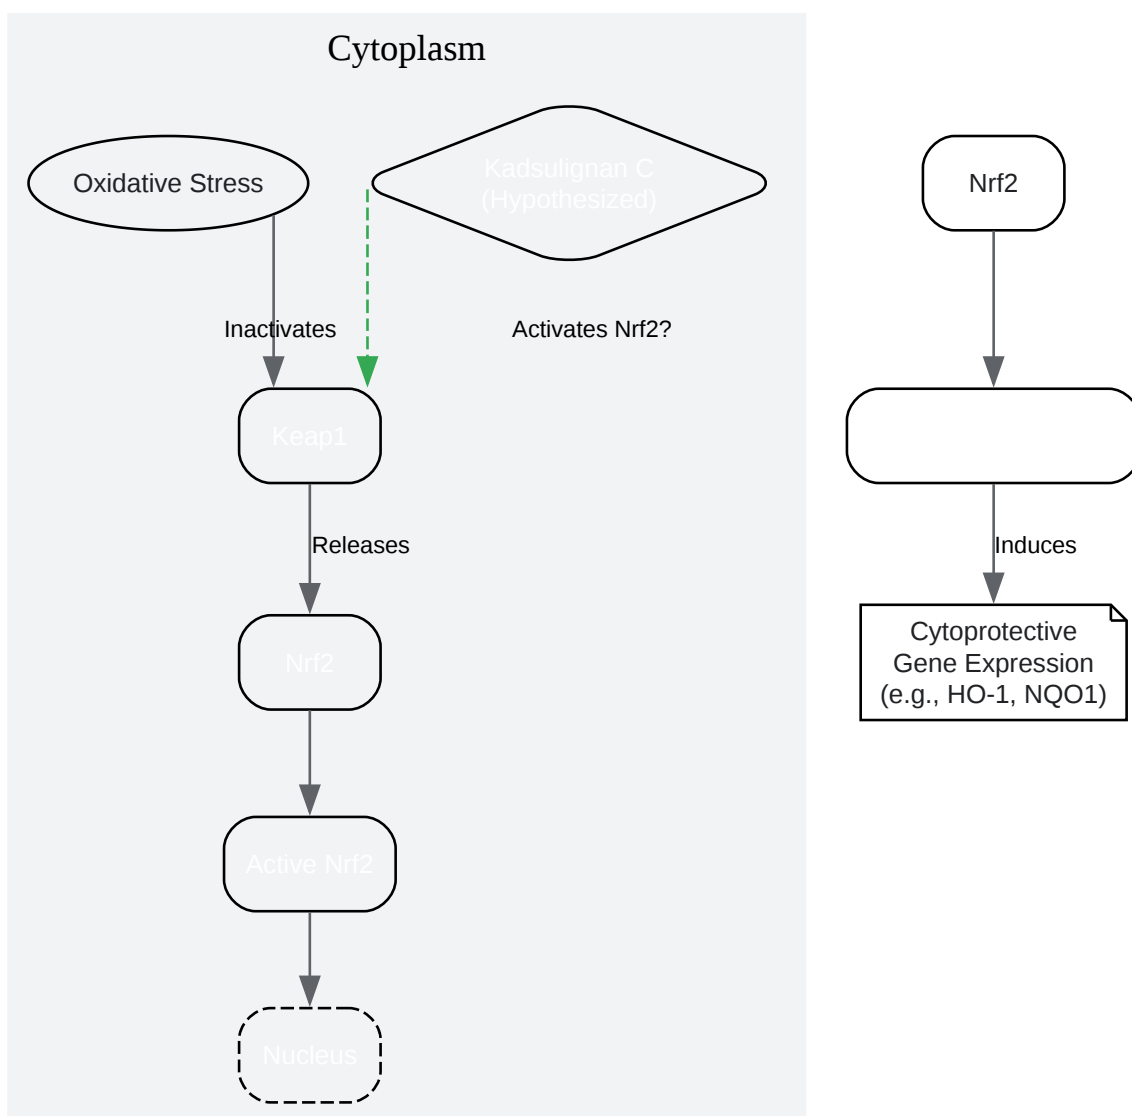 Cytoplasm
Oxidative Stress
Kadsulignan C
(Hypothesized)
Nrf2
Inactivates
Activates Nrf2?
Keap1
Releases
Induces
Cytoprotective
Gene Expression
(e.g., HO-1, NQO1)
Nrf2
Active Nrf2
Nucleus